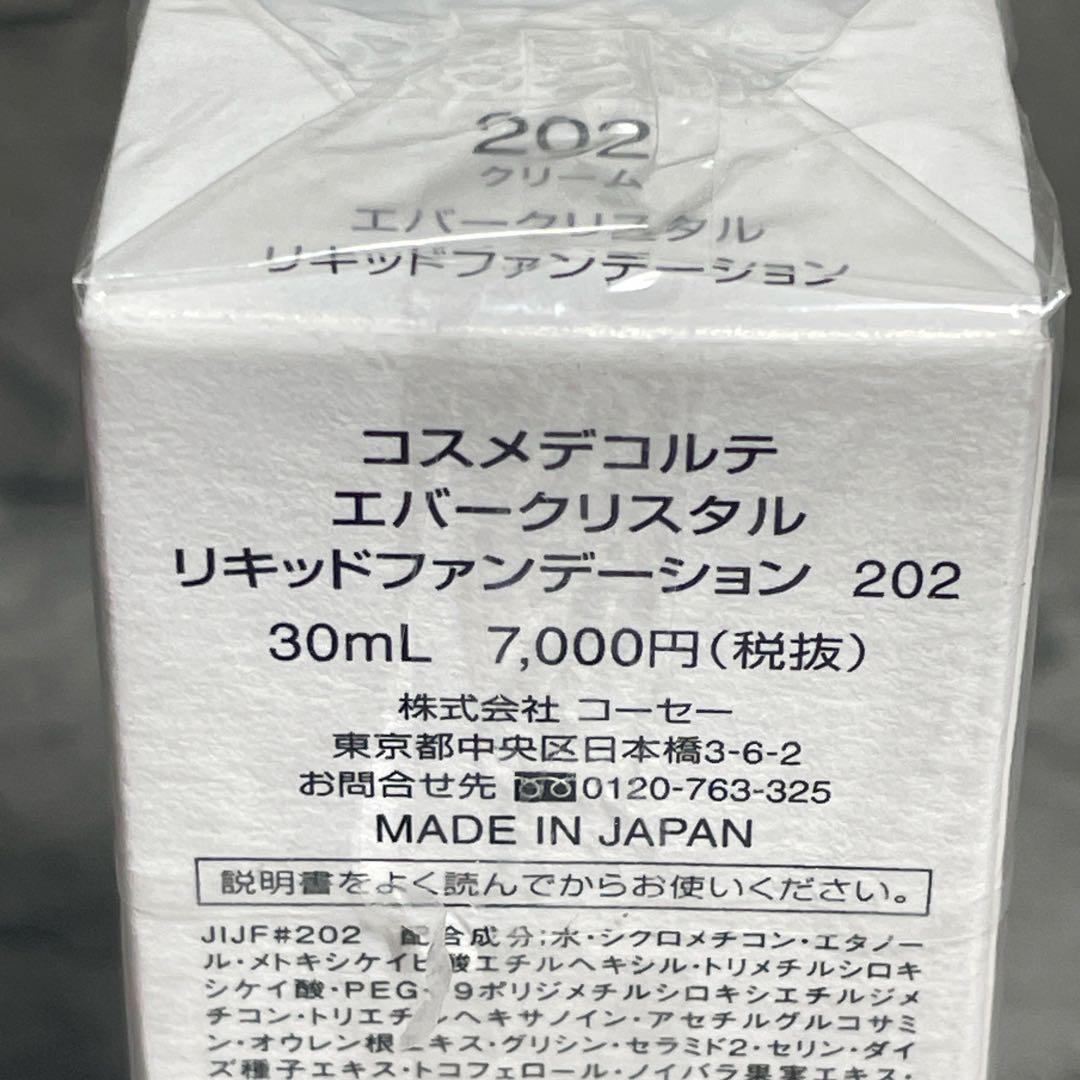 202
クリーム
エバークリスタル
リキッドファンデーション
コスメデコルテ
エバークリスタル
リキッドファンデーション 202
30mL 7,000円(税抜)
株式会社 コーセー
東京都中央区日本橋3-6-2
お問合せ先 0120-763-325
MADE IN JAPAN
説明書をよく読んでからお使いください。
JIJF#202 配合成分:水・シクロメチコン・エタノー
ル・メトキシケイヒ酸エチルヘキシル・トリメチルシロキ
シケイ酸・PEG-9ポリジメチルシロキシエチルジメ
チコン・トリエチルヘキサノイン・アセチルグルコサミ
ン・オウレン根エキス・グリシン・セラミド2・セリン・ダイ
ズ種子エキス・トコフェロール・ノイバラ果実エキス・